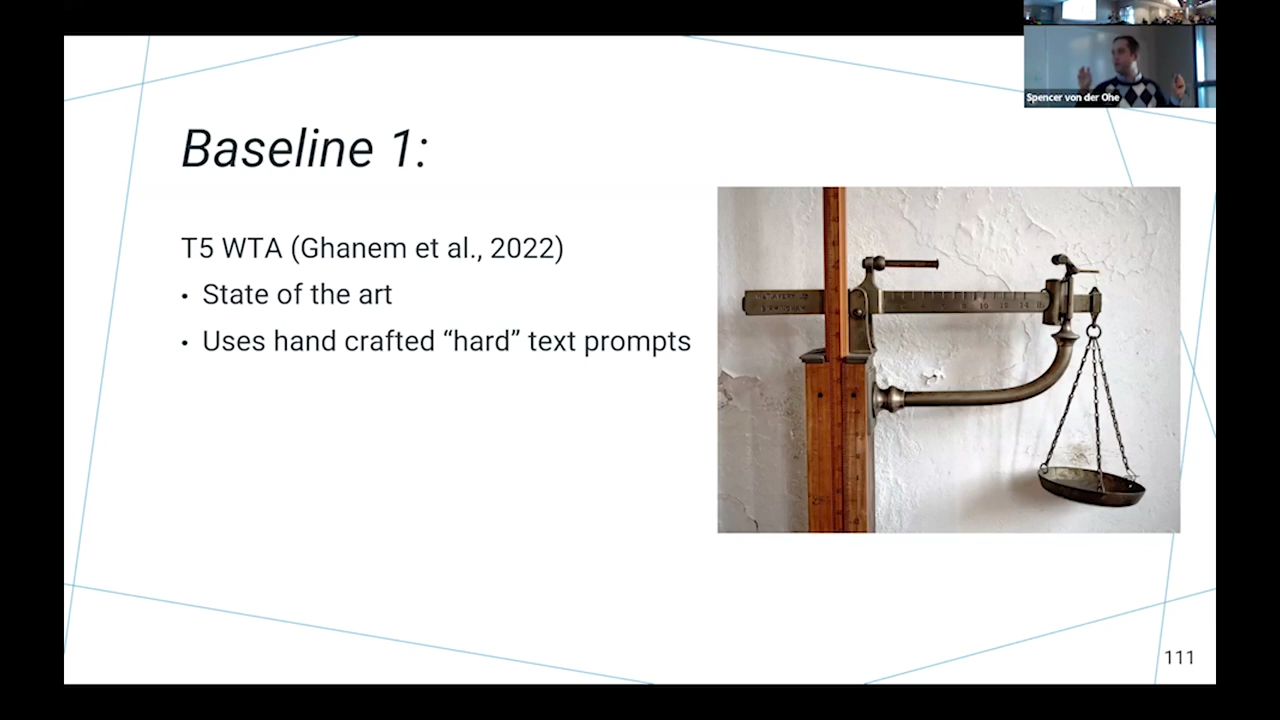 Spencer von der Ohe
Baseline 1:
T5 WTA (Ghanem et al., 2022)
• State of the art
• Uses hand crafted “hard” text prompts
111